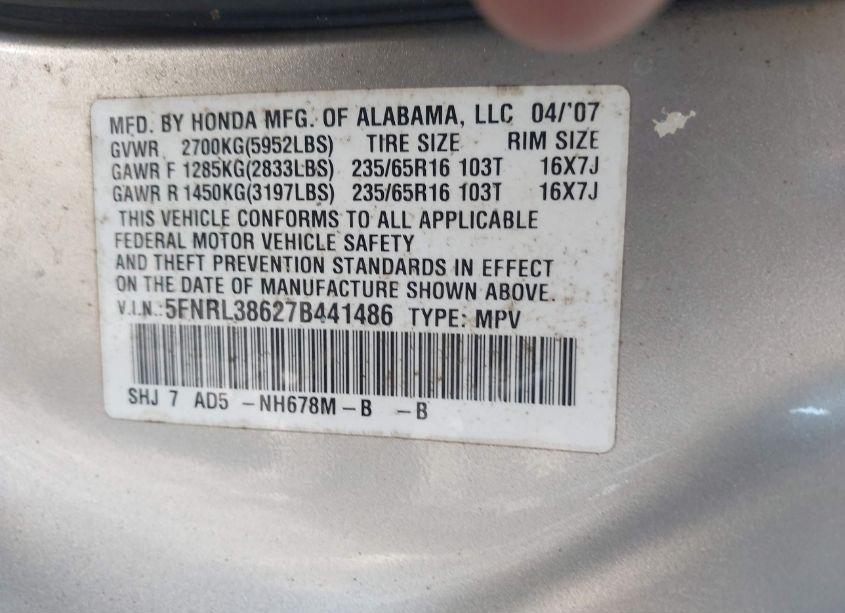 MFD. BY HONDA MFG. OF ALABAMA, LLC 04/'07
GVWR 2700KG(5952LBS) TIRE SIZE RIM SIZE
GAWR F 1285KG(2833LBS) 235/65R16 103T 16X7J
GAWR R 1450KG(3197LBS) 235/65R16 103T 16X7J
THIS VEHICLE CONFORMS TO ALL APPLICABLE
FEDERAL MOTOR VEHICLE SAFETY
AND THEFT PREVENTION STANDARDS IN EFFECT
ON THE DATE OF MANUFACTURE SHOWN ABOVE.
V.I.N.:5FNRL38627B441486 TYPE: MPV
SHJ 7 AD5 -NH678M-B -B